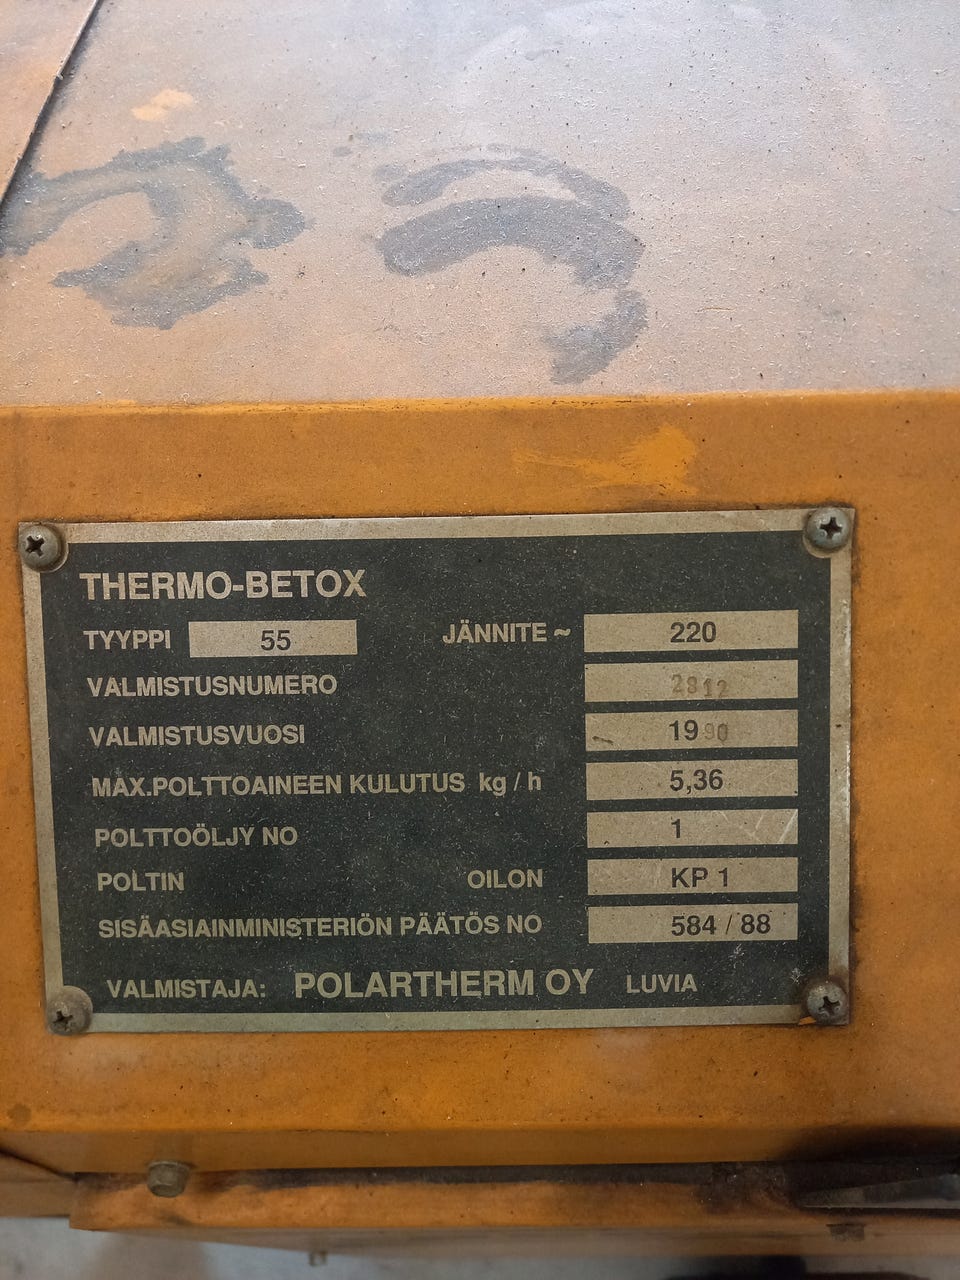 THERMO-BETOX
TYYPPI 55 JÄNNITE ~ 220
VALMISTUSNUMERO 2812
VALMISTUSVUOSI 1990
MAX.POLTTOAINEEN KULUTUS kg / h 5,36
POLTTOÖLJY NO 1
POLTIN OILON KP 1
SISÄASIAINMINISTERIÖN PÄÄTÖS NO 584 / 88
VALMISTAJA: POLARTHERM OY LUVIA